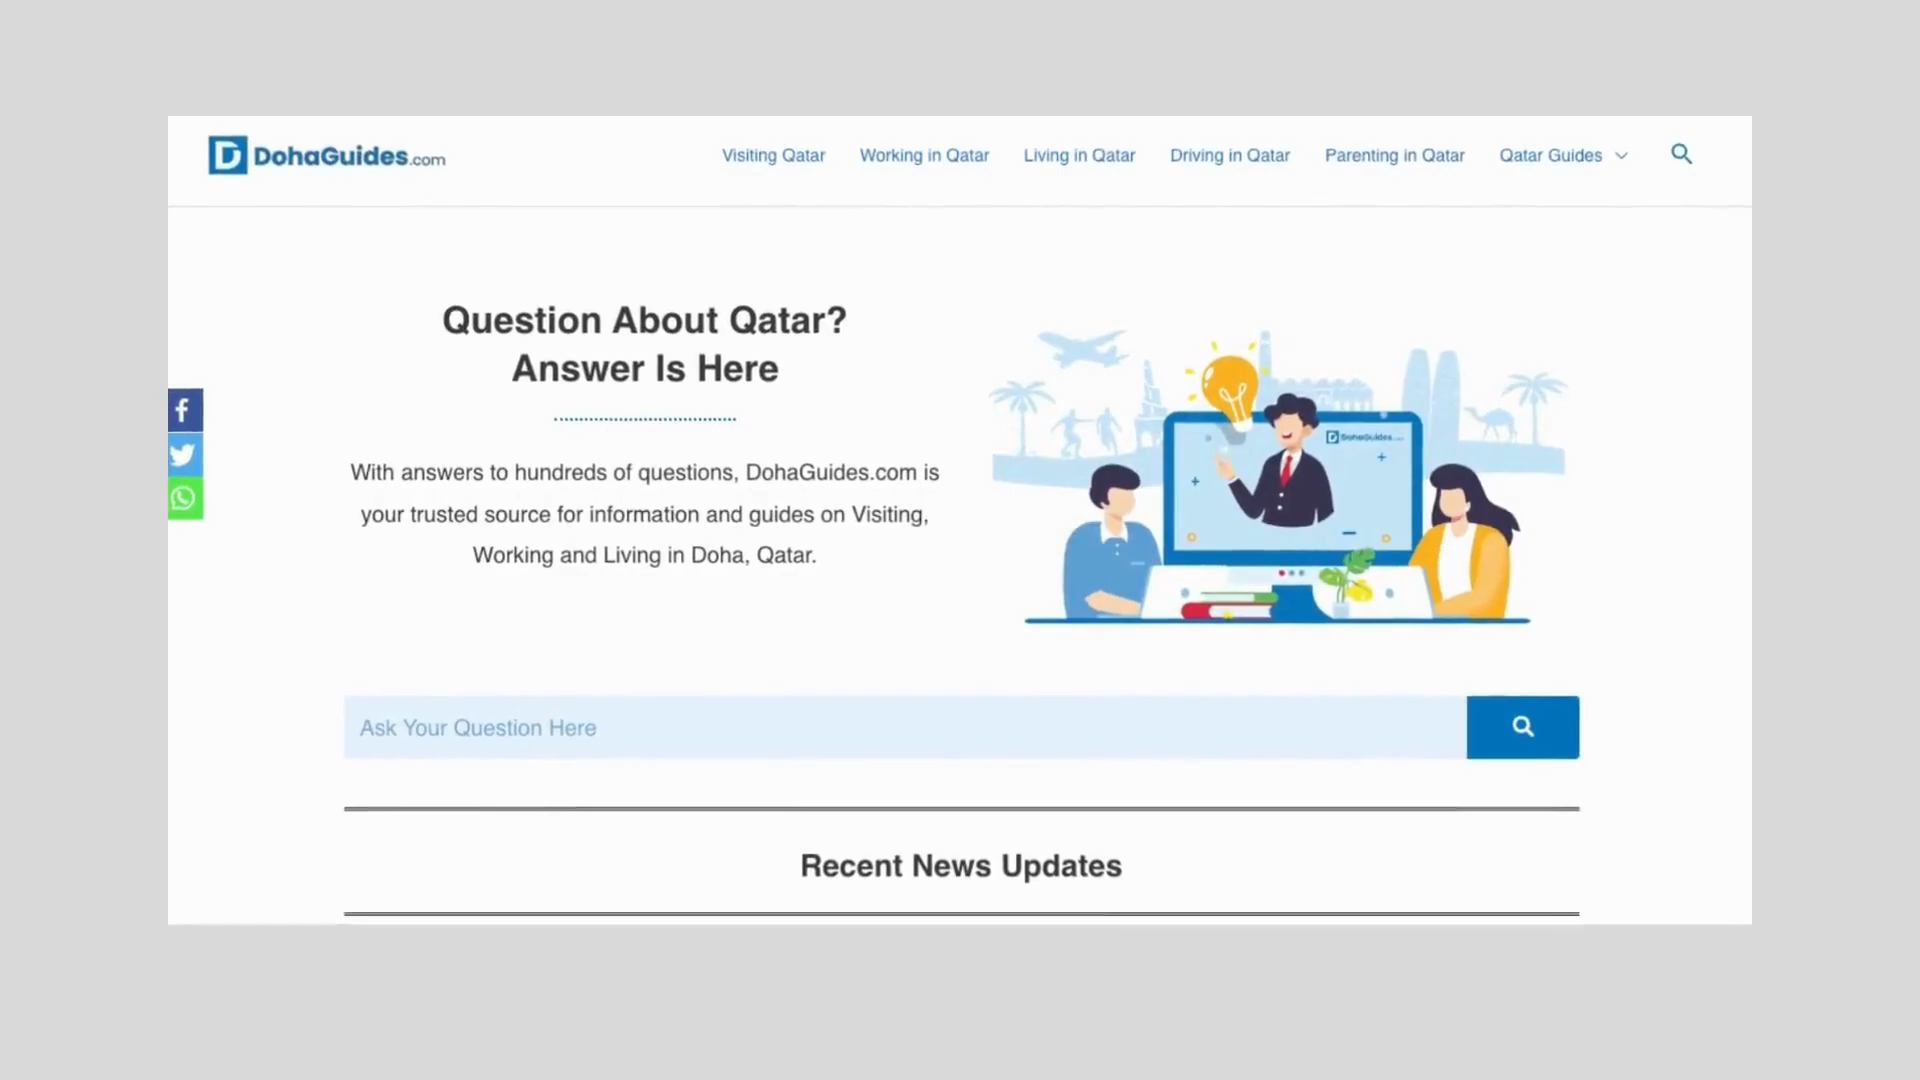 DohaGuides.com
Visiting Qatar
Working in Qatar
Living in Qatar
Driving in Qatar
Parenting in Qatar
Qatar Guides
Question About Qatar?
Answer Is Here
With answers to hundreds of questions, DohaGuides.com is
your trusted source for information and guides on Visiting,
Working and Living in Doha, Qatar.
DohaGuides.com
Ask Your Question Here
Recent News Updates